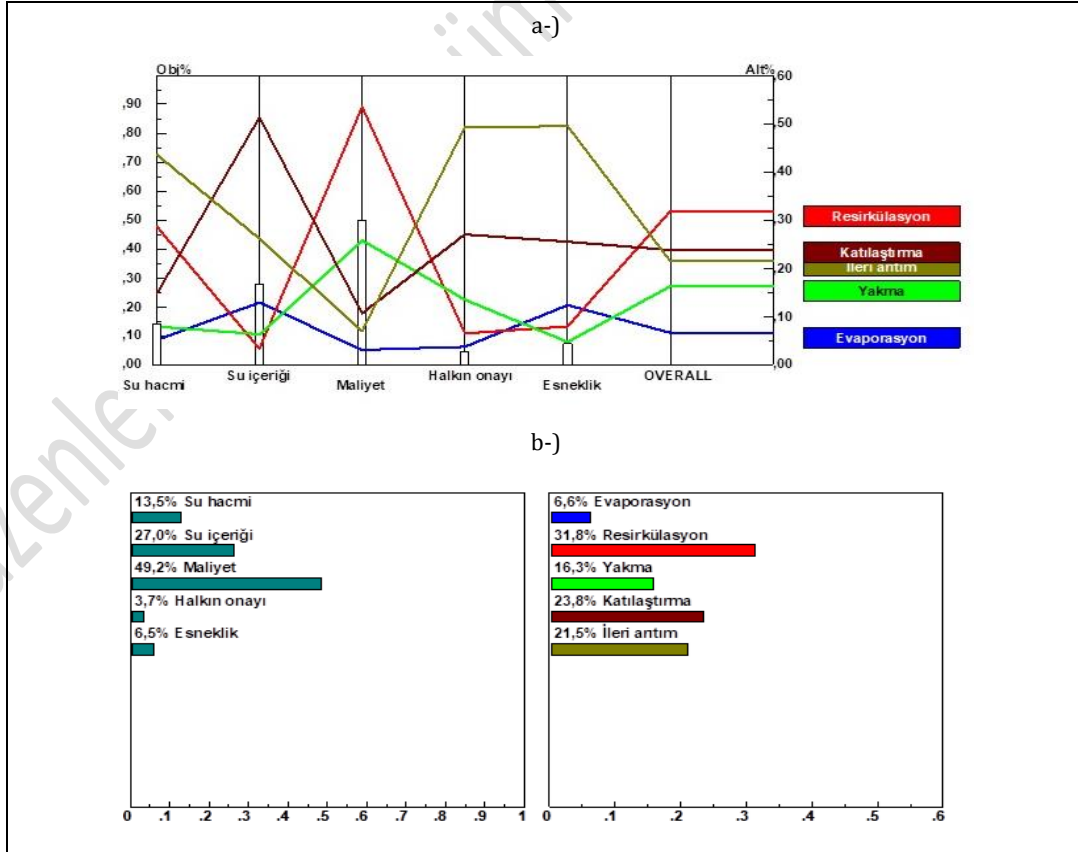 a-)
Obj%
Alt%
,90
,80
,70
,60
,50
,40
,30
,20
,10
,00
,60
,50
,40
,30
,20
,10
,00
Su hacmi
Su içeriği
Maliyet
Halkın onayı
Esneklik
OVERALL
Resirkülasyon
Katılaştırma
İleri arıtım
Yakma
Evaporasyon
b-)
13,5% Su hacmi
27,0% Su içeriği
49,2% Maliyet
3,7% Halkın onayı
6,5% Esneklik
0 .1 .2 .3 .4 .5 .6 .7 .8 .9 1
6,6% Evaporasyon
31,8% Resirkülasyon
16,3% Yakma
23,8% Katılaştırma
21,5% İleri arıtım
0 .1 .2 .3 .4 .5 .6